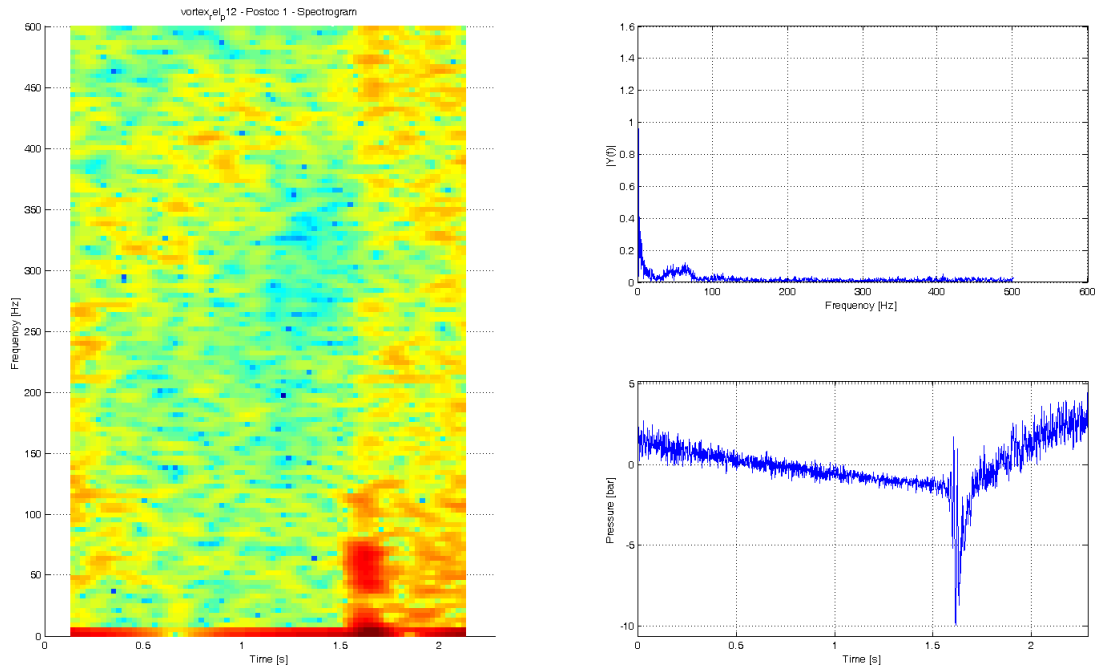 vortex_rel_p12 - Postcc 1 - Spectrogram
500
450
400
350
300
250
200
150
100
50
0
Frequency [Hz]
0 0.5 1 1.5 2
Time [s]
1.6
1.4
1.2
1
0.8
0.6
0.4
0.2
0
|Y(f)|
0 100 200 300 400 500 600
Frequency [Hz]
5
0
-5
-10
Pressure [bar]
0 0.5 1 1.5 2
Time [s]